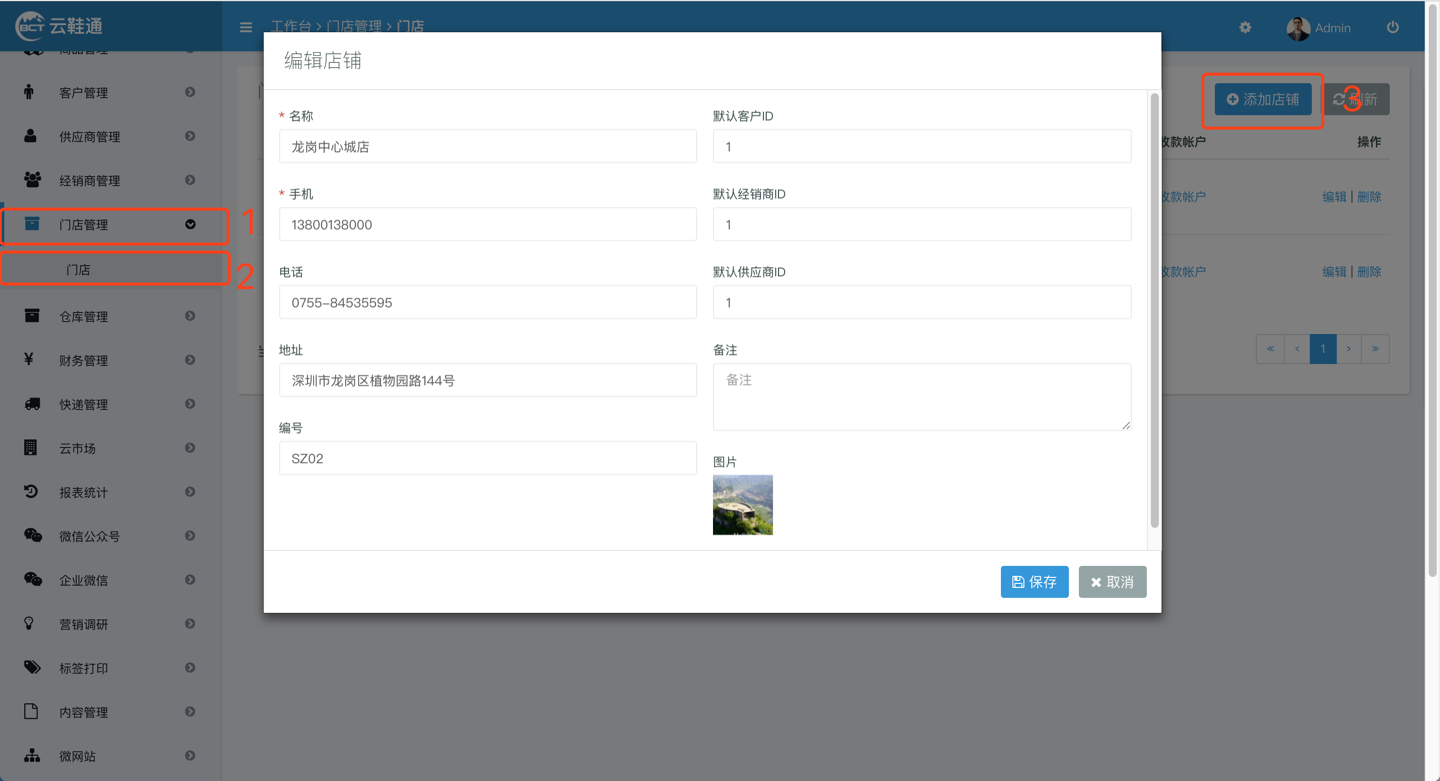 BCT 云鞋通
工作台 > 门店管理 > 门店
Admin
商品管理
客户管理
供应商管理
经销商管理
门店管理
1
门店
2
仓库管理
财务管理
快递管理
云市场
报表统计
微信公众号
企业微信
营销调研
标签打印
内容管理
微网站
编辑店铺
* 名称
龙岗中心城店
* 手机
13800138000
电话
0755-84535595
地址
深圳市龙岗区植物园路144号
编号
SZ02
默认客户ID
1
默认经销商ID
1
默认供应商ID
1
备注
备注
图片
保存
取消
添加店铺
3
刷新
收款帐户 操作
收款帐户 编辑 | 删除
收款帐户 编辑 | 删除
« < 1 > »